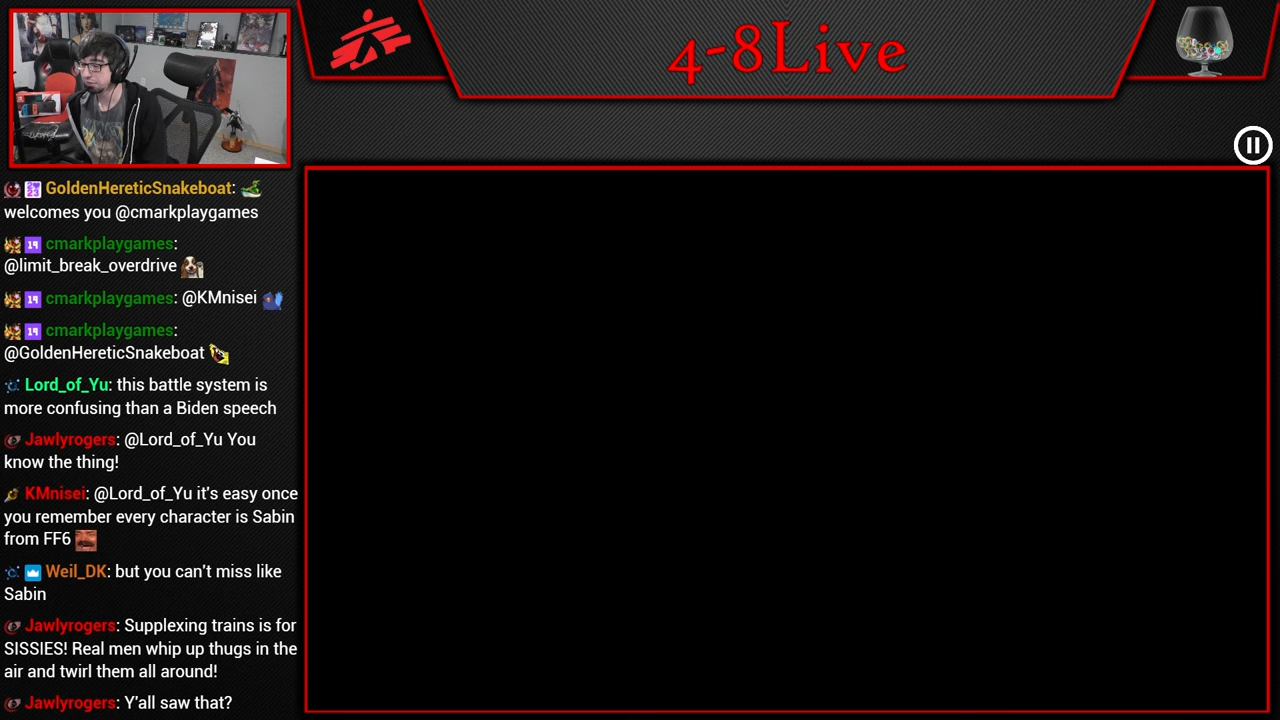 4-8Live
GoldenHereticSnakeboat:
welcomes you @cmarkplaygames
19 cmarkplaygames:
@limit_break_overdrive
19 cmarkplaygames: @KMnisei
19 cmarkplaygames:
@GoldenHereticSnakeboat
Lord_of_Yu: this battle system is
more confusing than a Biden speech
Jawlyrogers: @Lord_of_Yu You
know the thing!
KMnisei: @Lord_of_Yu it's easy once
you remember every character is Sabin
from FF6
Weil_DK: but you can't miss like
Sabin
Jawlyrogers: Supplexing trains is for
SISSIES! Real men whip up thugs in the
air and twirl them all around!
Jawlyrogers: Y'all saw that?